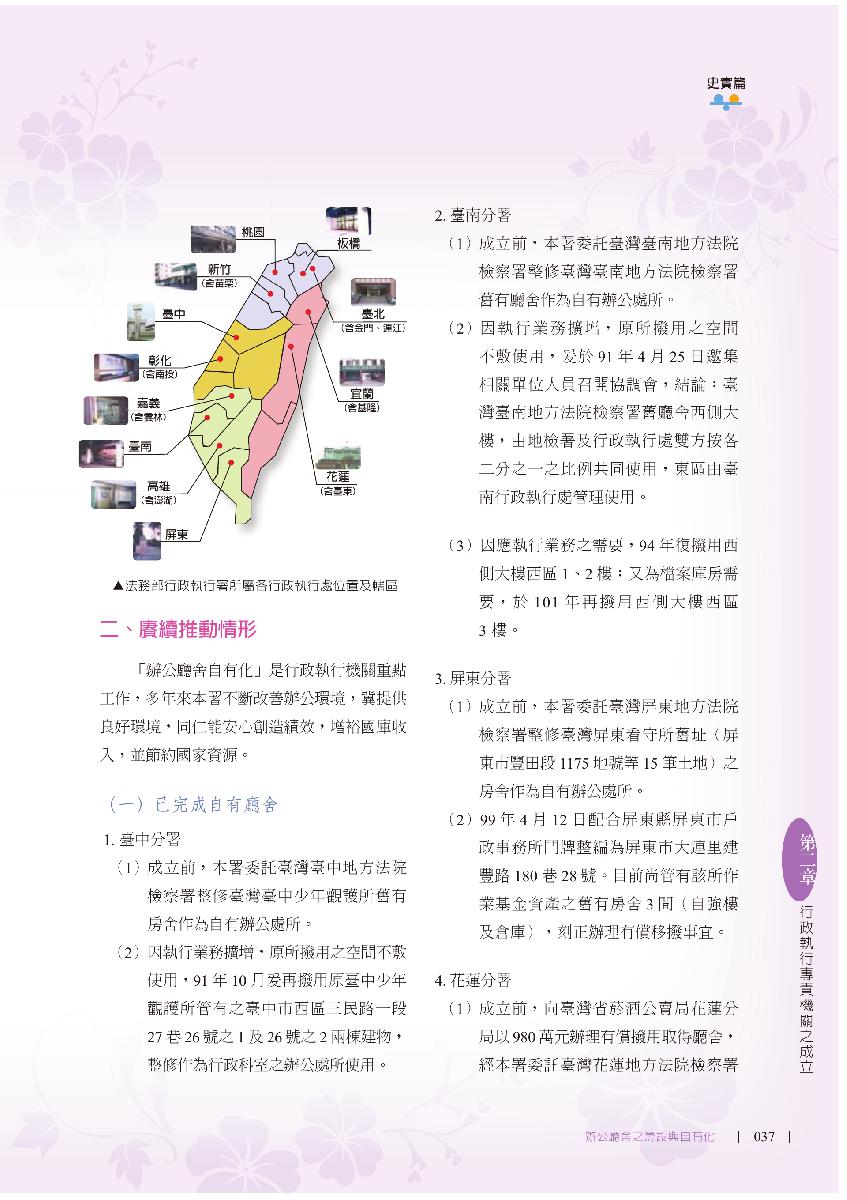 史實篇
桃園
板橋
新竹
(含苗栗)
臺中
臺北
(含金門、連江)
彰化
(含南投)
宜蘭
(含基隆)
嘉義
(含雲林)
臺南
花蓮
(含臺東)
高雄
(含澎湖)
屏東
▲法務部行政執行署所屬各行政執行處位置及轄區
二、賡續推動情形
「辦公廳舍自有化」是行政執行機關重點
工作，多年來本署不斷改善辦公環境，冀提供
良好環境，同仁能安心創造績效，增裕國庫收
入，並節約國家資源。
（一）已完成自有廳舍
1. 臺中分署
（1）成立前，本署委託臺灣臺中地方法院
檢察署整修臺灣臺中少年觀護所舊有
房舍作為自有辦公處所。
（2）因執行業務擴增，原所撥用之空間不敷
使用，91 年 10 月爰再撥用原臺中少年
觀護所管有之臺中市西區三民路一段
27 巷 26 號之 1 及 26 號之 2 兩棟建物，
整修作為行政科室之辦公處所使用。
2. 臺南分署
（1）成立前，本署委託臺灣臺南地方法院
檢察署整修臺灣臺南地方法院檢察署
舊有廳舍作為自有辦公處所。
（2）因執行業務擴增，原所撥用之空間
不敷使用，爰於 91 年 4 月 25 日邀集
相關單位人員召開協調會，結論：臺
灣臺南地方法院檢察署舊廳舍西側大
樓，由地檢署及行政執行處雙方按各
二分之一之比例共同使用，東區由臺
南行政執行處管理使用。
（3）因應執行業務之需要，94 年復撥用西
側大樓西區 1、2 樓；又為檔案庫房需
要，於 101 年再撥用西側大樓西區
3 樓。
3. 屏東分署
（1）成立前，本署委託臺灣屏東地方法院
檢察署整修臺灣屏東看守所舊址（屏
東市豐田段 1175 地號等 15 筆土地）之
房舍作為自有辦公處所。
（2）99 年 4 月 12 日配合屏東縣屏東市戶
政事務所門牌整編為屏東市大連里建
豐路 180 巷 28 號。目前尚管有該所作
業基金資產之舊有房舍 3 間（自強樓
及倉庫），刻正辦理有償移撥事宜。
4. 花蓮分署
（1）成立前，向臺灣省菸酒公賣局花蓮分
局以 980 萬元辦理有償撥用取得廳舍，
經本署委託臺灣花蓮地方法院檢察署
第二章
行政執行專責機關之成立
辦公廳舍之籌設與自有化 | 037 |